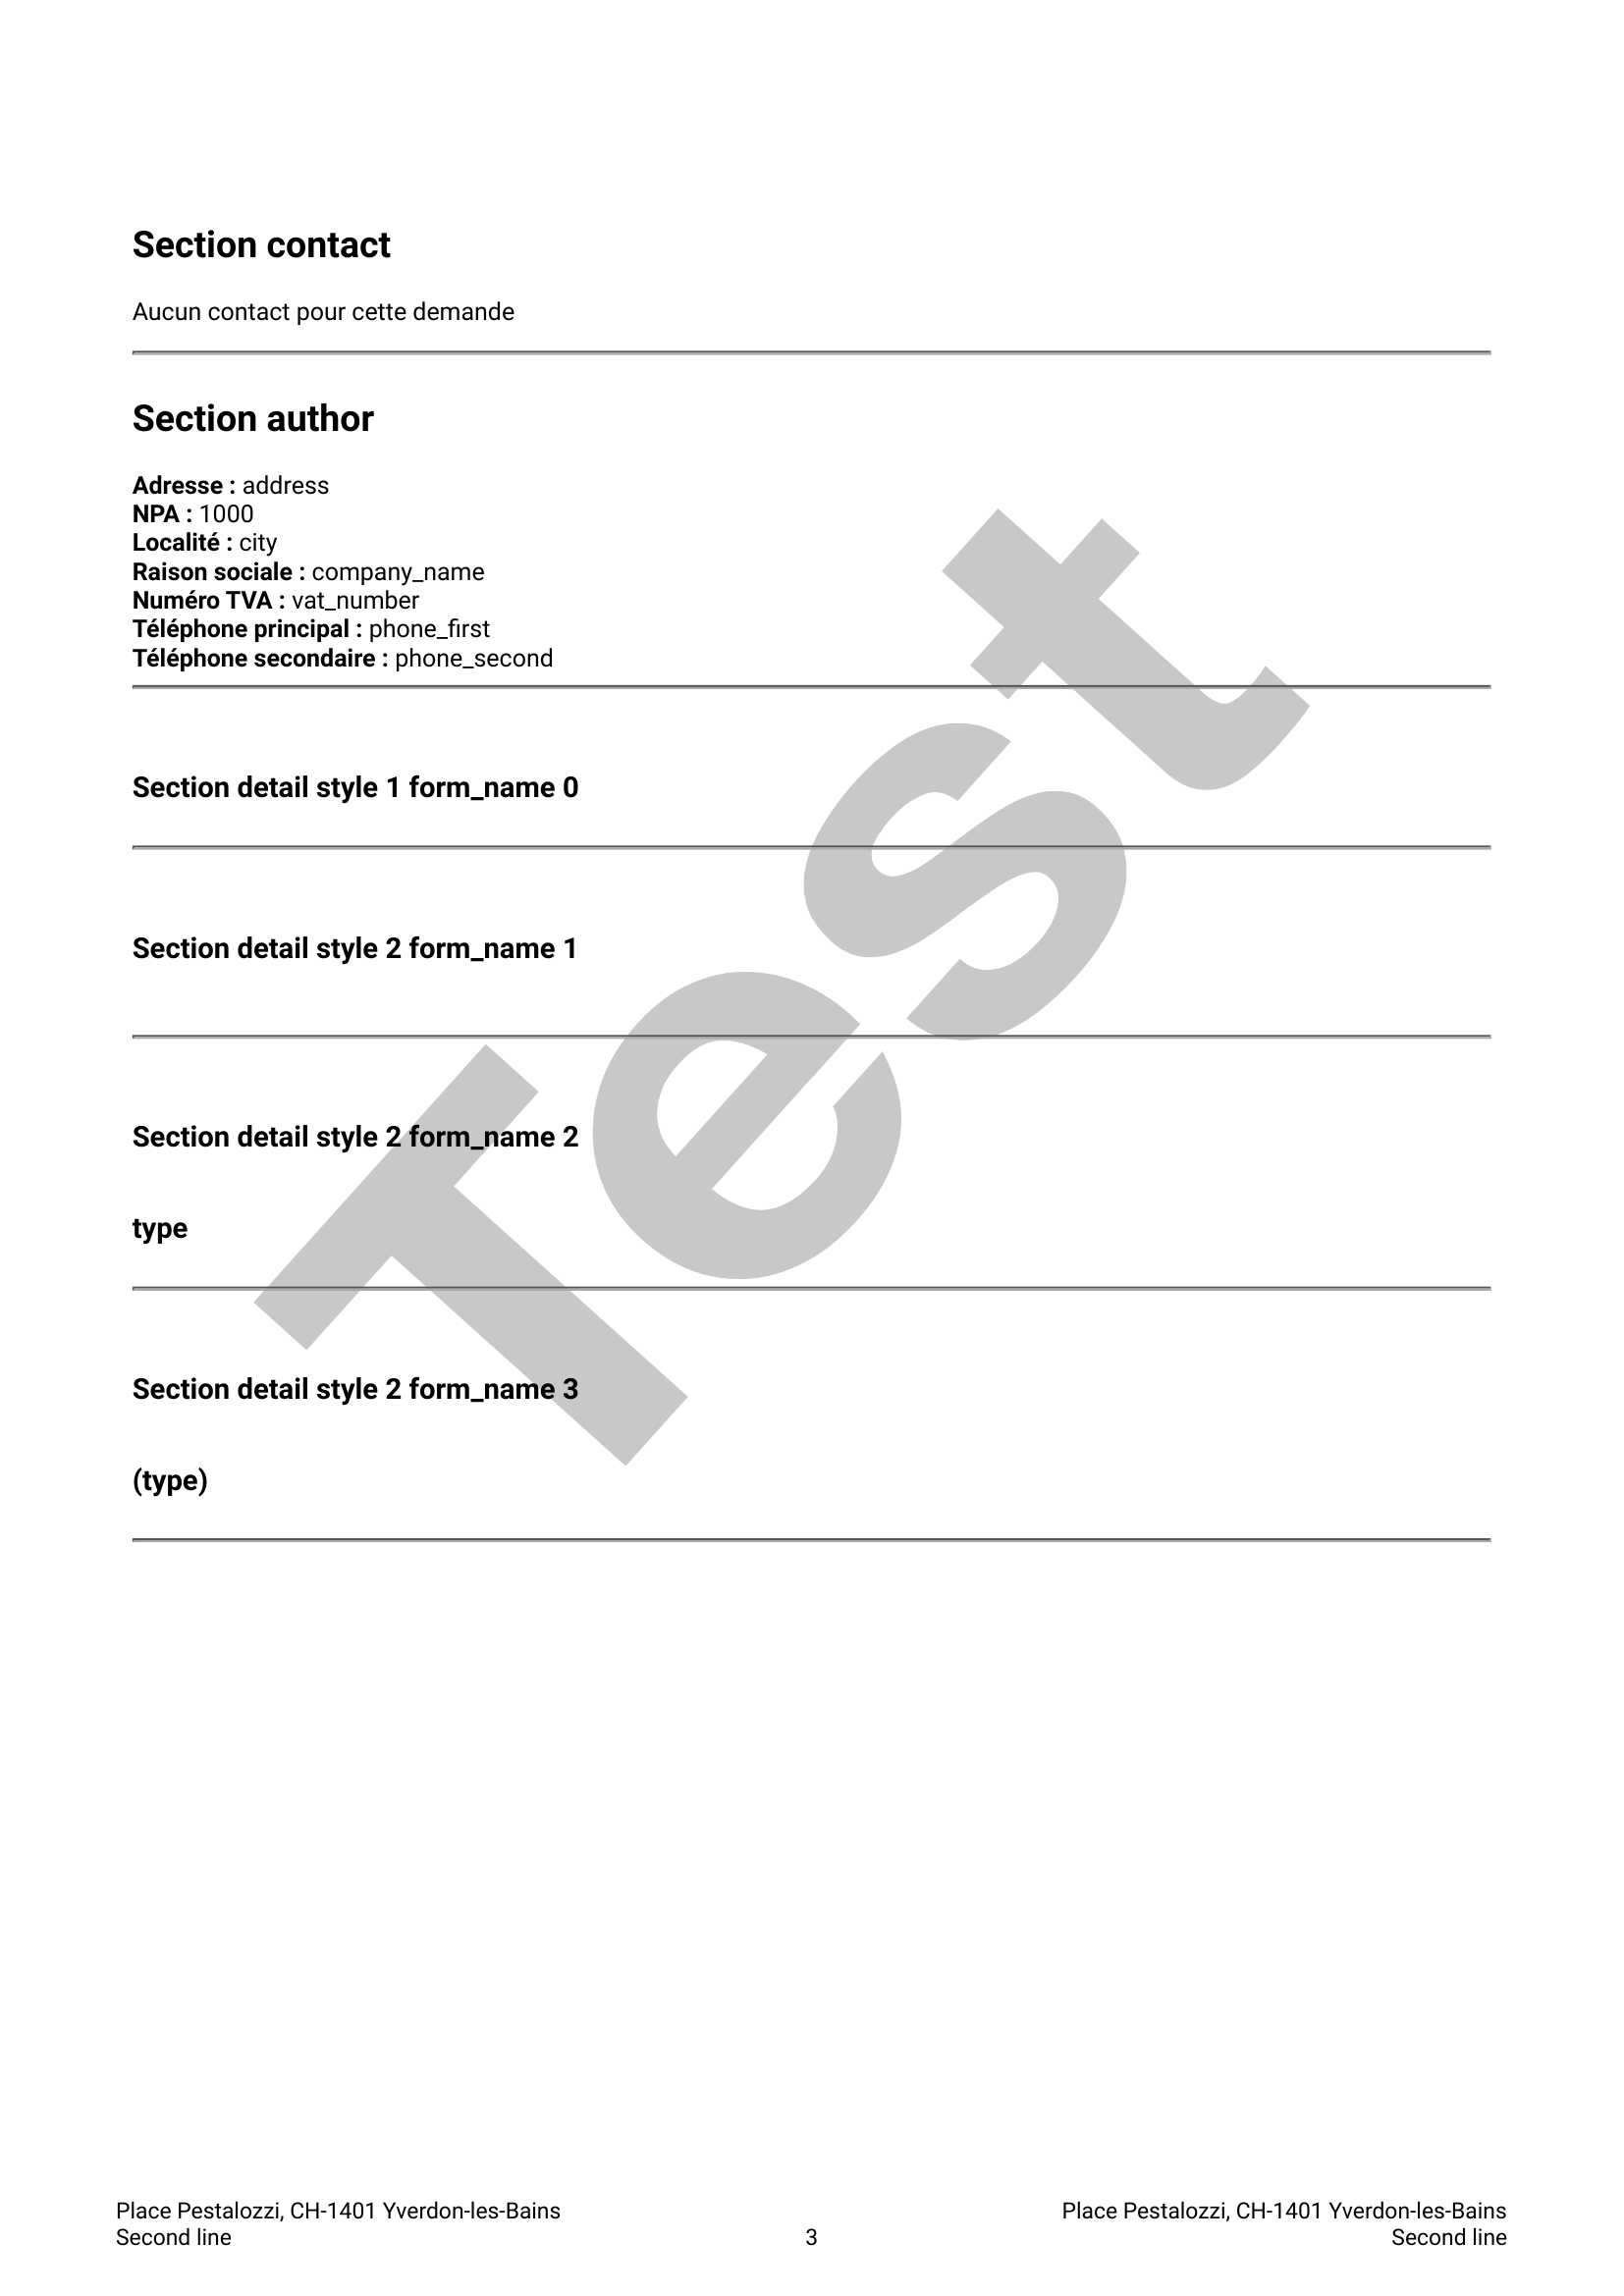 Section contact
Aucun contact pour cette demande
Section author
Adresse : address
NPA : 1000
Localité : city
Raison sociale : company_name
Numéro TVA : vat_number
Téléphone principal : phone_first
Téléphone secondaire : phone_second
Section detail style 1 form_name 0
Section detail style 2 form_name 1
Section detail style 2 form_name 2
type
Section detail style 2 form_name 3
(type)
Test
Place Pestalozzi, CH-1401 Yverdon-les-Bains
Second line
3
Place Pestalozzi, CH-1401 Yverdon-les-Bains
Second line